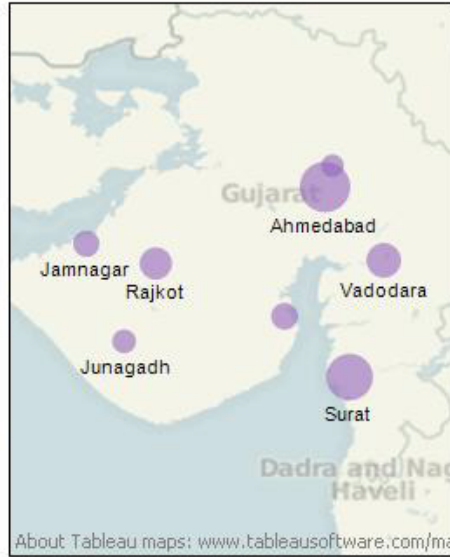 Gujarat
Ahmedabad
Jamnagar
Rajkot
Vadodara
Junagadh
Surat
Dadra and Nag
Haveli
About Tableau maps: www.tableausoftware.com/ma